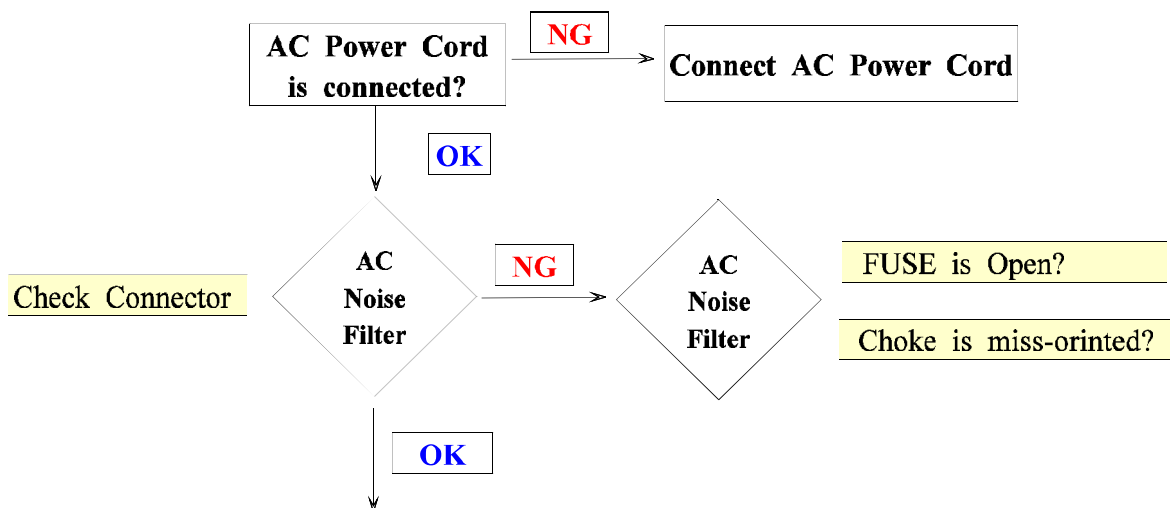 AC Power Cord
is connected?
NG
Connect AC Power Cord
OK
Check Connector
AC
Noise
Filter
NG
AC
Noise
Filter
FUSE is Open?
Choke is miss-orinted?
OK